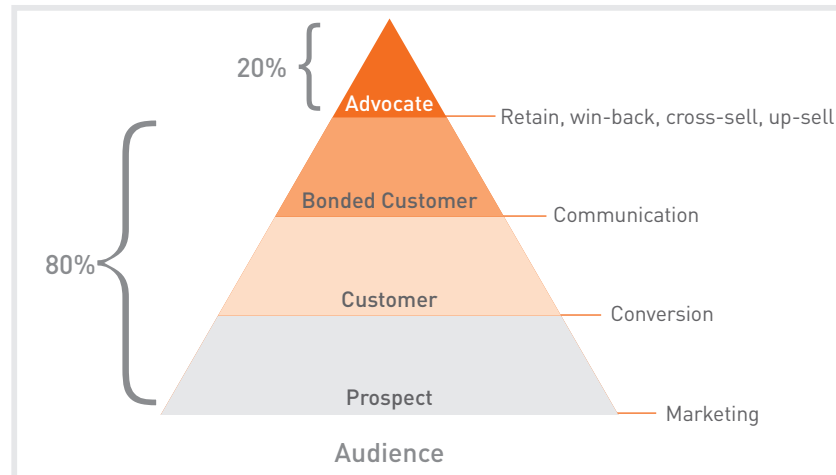 20%
Advocate
Retain, win-back, cross-sell, up-sell
Bonded Customer
Communication
80%
Customer
Conversion
Prospect
Marketing
Audience